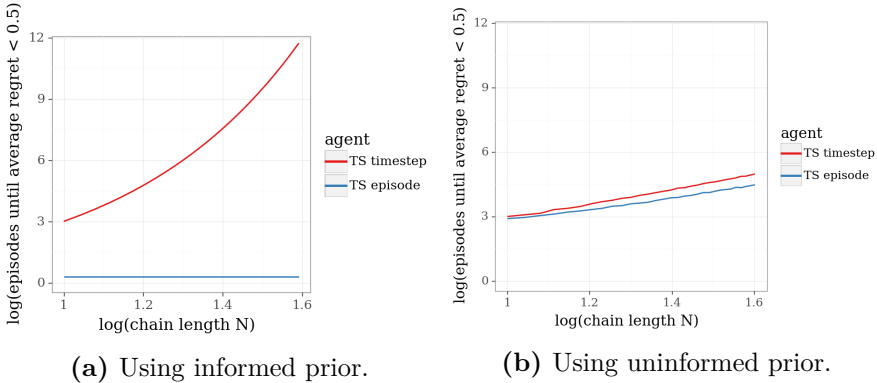 log(episodes until average regret < 0.5)
12
9
6
3
0
1
1.2
1.4
1.6
log(chain length N)
agent
TS timestep
TS episode
(a) Using informed prior.
log(episodes until average regret < 0.5)
12
9
6
3
0
1
1.2
1.4
1.6
log(chain length N)
agent
TS timestep
TS episode
(b) Using uninformed prior.